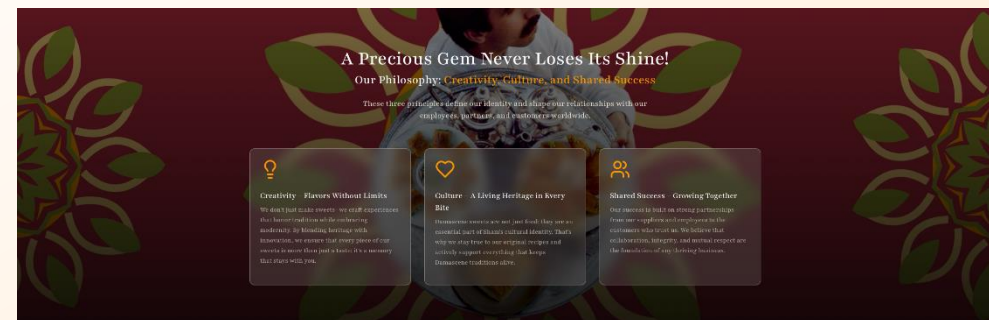 A Precious Gem Never Loses Its Shine!
Our Philosophy: Creativity, Culture, and Shared Success
These three principles define our identity and shape our relationships with our
employees, partners, and customers worldwide.
Creativity – Flavors Without Limits
We don't just make sweets—we craft experiences
that honor tradition while embracing
modernity. By blending heritage with
innovation, we ensure that every piece of our
sweets is more than just a taste; it's a memory
that stays with you.
Culture – A Living Heritage in Every
Bite
Damascene sweets are not just food; they are an
essential part of Sham's cultural identity. That's
why we stay true to our original recipes and
actively support everything that keeps
Damascene traditions alive.
Shared Success – Growing Together
Our success is built on strong partnerships
from our suppliers and employees to the
customers who trust us. We believe that
collaboration, integrity, and mutual respect are
the foundation of any thriving business.